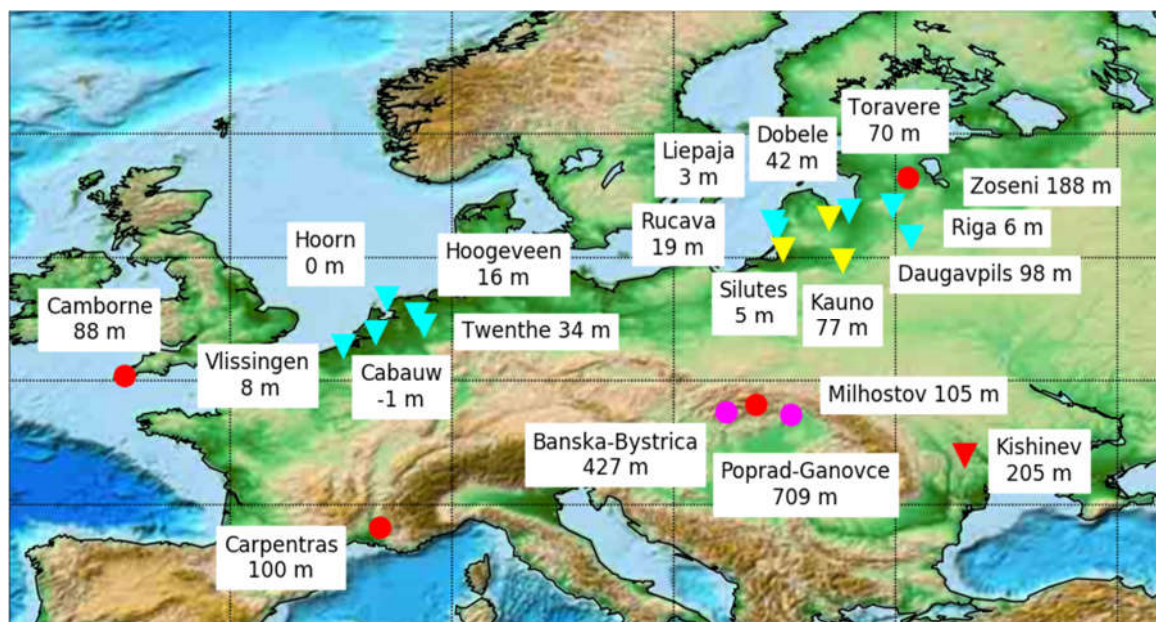 Toravere
70 m
Dobele
42 m
Liepaja
3 m
Zoseni 188 m
Rucava
19 m
Riga 6 m
Hoorn
0 m
Hoogeveen
16 m
Daugavpils 98 m
Silutes
5 m
Kauno
77 m
Camborne
88 m
Twenthe 34 m
Vlissingen
8 m
Cabauw
-1 m
Milhostov 105 m
Banska-Bystrica
427 m
Poprad-Ganovce
709 m
Kishinev
205 m
Carpentras
100 m